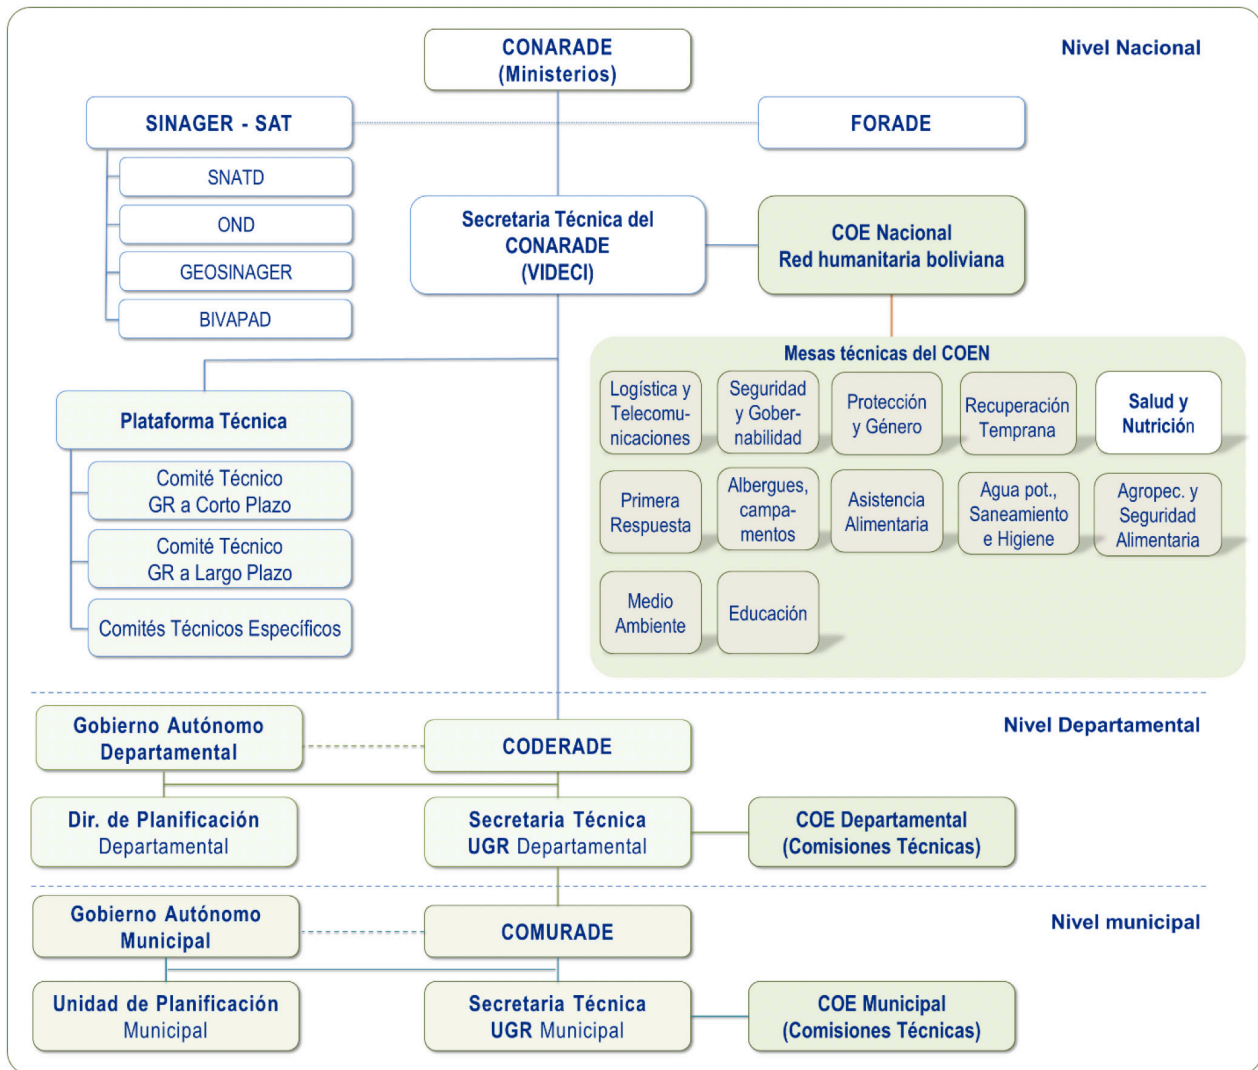 CONARADE
(Ministerios)
Nivel Nacional
SINAGER - SAT
FORADE
SNATD
OND
GEOSINAGER
BIVAPAD
Secretaria Técnica del
CONARADE
(VIDECI)
COE Nacional
Red humanitaria boliviana
Mesas técnicas del COEN
Logística y
Telecomu-
nicaciones
Seguridad
y Gober-
nabilidad
Protección
y Género
Recuperación
Temprana
Salud y
Nutrición
Primera
Respuesta
Albergues,
campa-
mentos
Asistencia
Alimentaria
Agua pot.,
Saneamiento
e Higiene
Agropec. y
Seguridad
Alimentaria
Medio
Ambiente
Educación
Plataforma Técnica
Comité Técnico
GR a Corto Plazo
Comité Técnico
GR a Largo Plazo
Comités Técnicos Específicos
Nivel Departamental
Gobierno Autónomo
Departamental
CODERADE
Dir. de Planificación
Departamental
Secretaria Técnica
UGR Departamental
COE Departamental
(Comisiones Técnicas)
Nivel municipal
Gobierno Autónomo
Municipal
COMURADE
Unidad de Planificación
Municipal
Secretaria Técnica
UGR Municipal
COE Municipal
(Comisiones Técnicas)